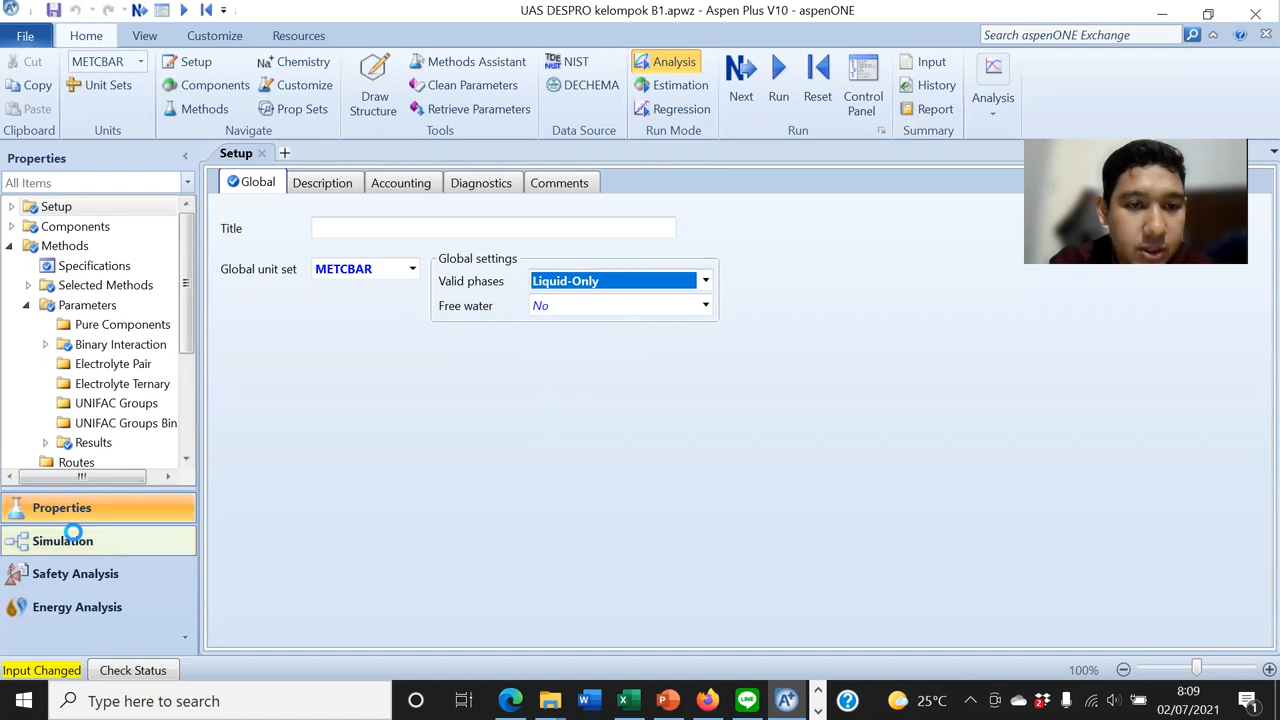 UAS DESPRO kelompok B1.apwz - Aspen Plus V10 - aspenONE
File Home View Customize Resources Search aspenONE Exchange
Cut METCBAR Setup Chemistry Methods Assistant NIST Analysis Input
Copy Unit Sets Components Customize Draw Structure Clean Parameters DECHEMA Estimation Next Run Reset Control Panel History Analysis
Paste Methods Prop Sets Retrieve Parameters Regression Report
Clipboard Units Navigate Tools Data Source Run Mode Run Summary
Properties Setup
All Items Global Description Accounting Diagnostics Comments
Setup
Components Title
Methods Global settings
Specifications Global unit set METCBAR Valid phases Liquid-Only
Selected Methods
Parameters Free water No
Pure Components
Binary Interaction
Electrolyte Pair
Electrolyte Ternary
UNIFAC Groups
UNIFAC Groups Bin
Results
Routes
Properties
Simulation
Safety Analysis
Energy Analysis
Input Changed Check Status 100%
Type here to search 25°C 8:09
02/07/2021